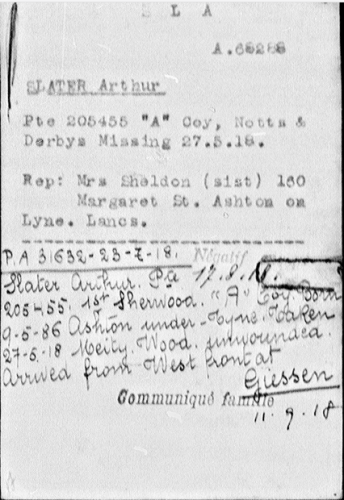 S L A
A.60288
SLATER Arthur
Pte 205455 "A" Coy, Notts &
Derbys Missing 27.5.18.
Rep: Mrs Sheldon (sist) 160
Margaret St. Ashton on
Lyne. Lancs.
P.A 31632-23-7-18. Négatif
17.8.18.
Slater Arthur. Pte
205455. 1st Sherwood. "A" Coy. Born
9-5-86 Ashton under-Lyne. Taken
27-5-18 Meity Wood. unwounded.
Arrived from West front at
Giessen
Communiqué famille
11.9.18